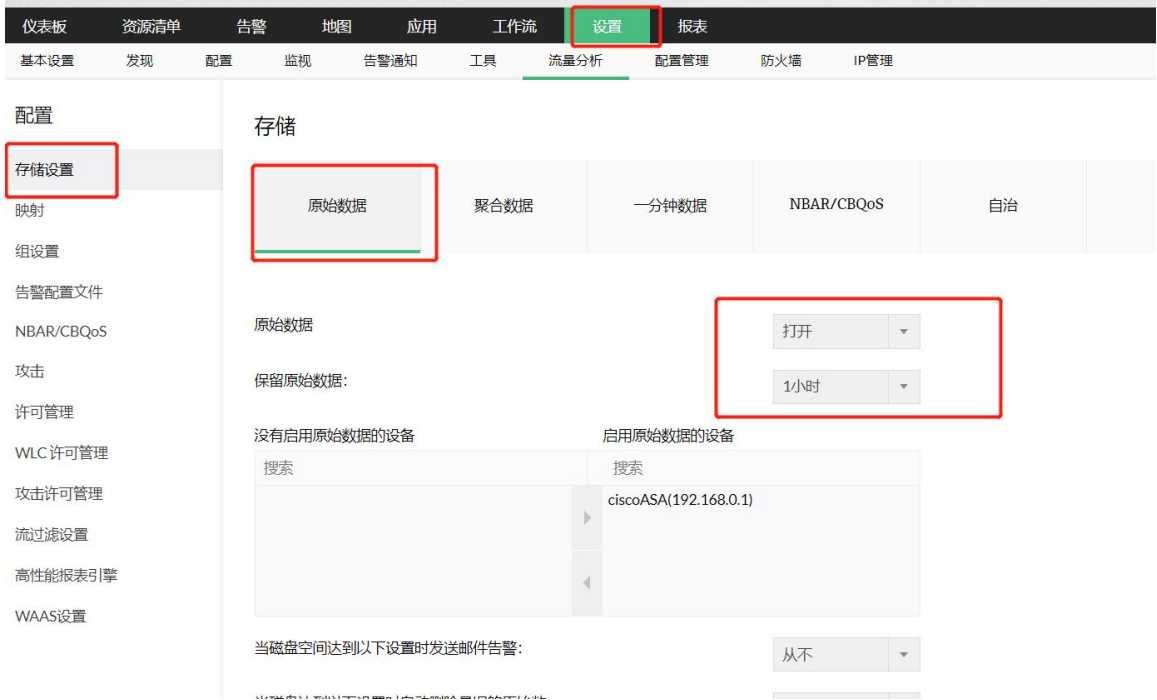 仪表板 资源清单 告警 地图 应用 工作流 设置 报表
基本设置 发现 配置 监视 告警通知 工具 流量分析 配置管理 防火墙 IP管理
配置
存储设置
映射
组设置
告警配置文件
NBAR/CBQoS
攻击
许可管理
WLC 许可管理
攻击许可管理
流过滤设置
高性能报表引擎
WAAS设置
存储
原始数据 聚合数据 一分钟数据 NBAR/CBQoS 自治
原始数据 打开
保留原始数据: 1小时
没有启用原始数据的设备 启用原始数据的设备
搜索 搜索
ciscoASA(192.168.0.1)
当磁盘空间达到以下设置时发送邮件告警: 从不